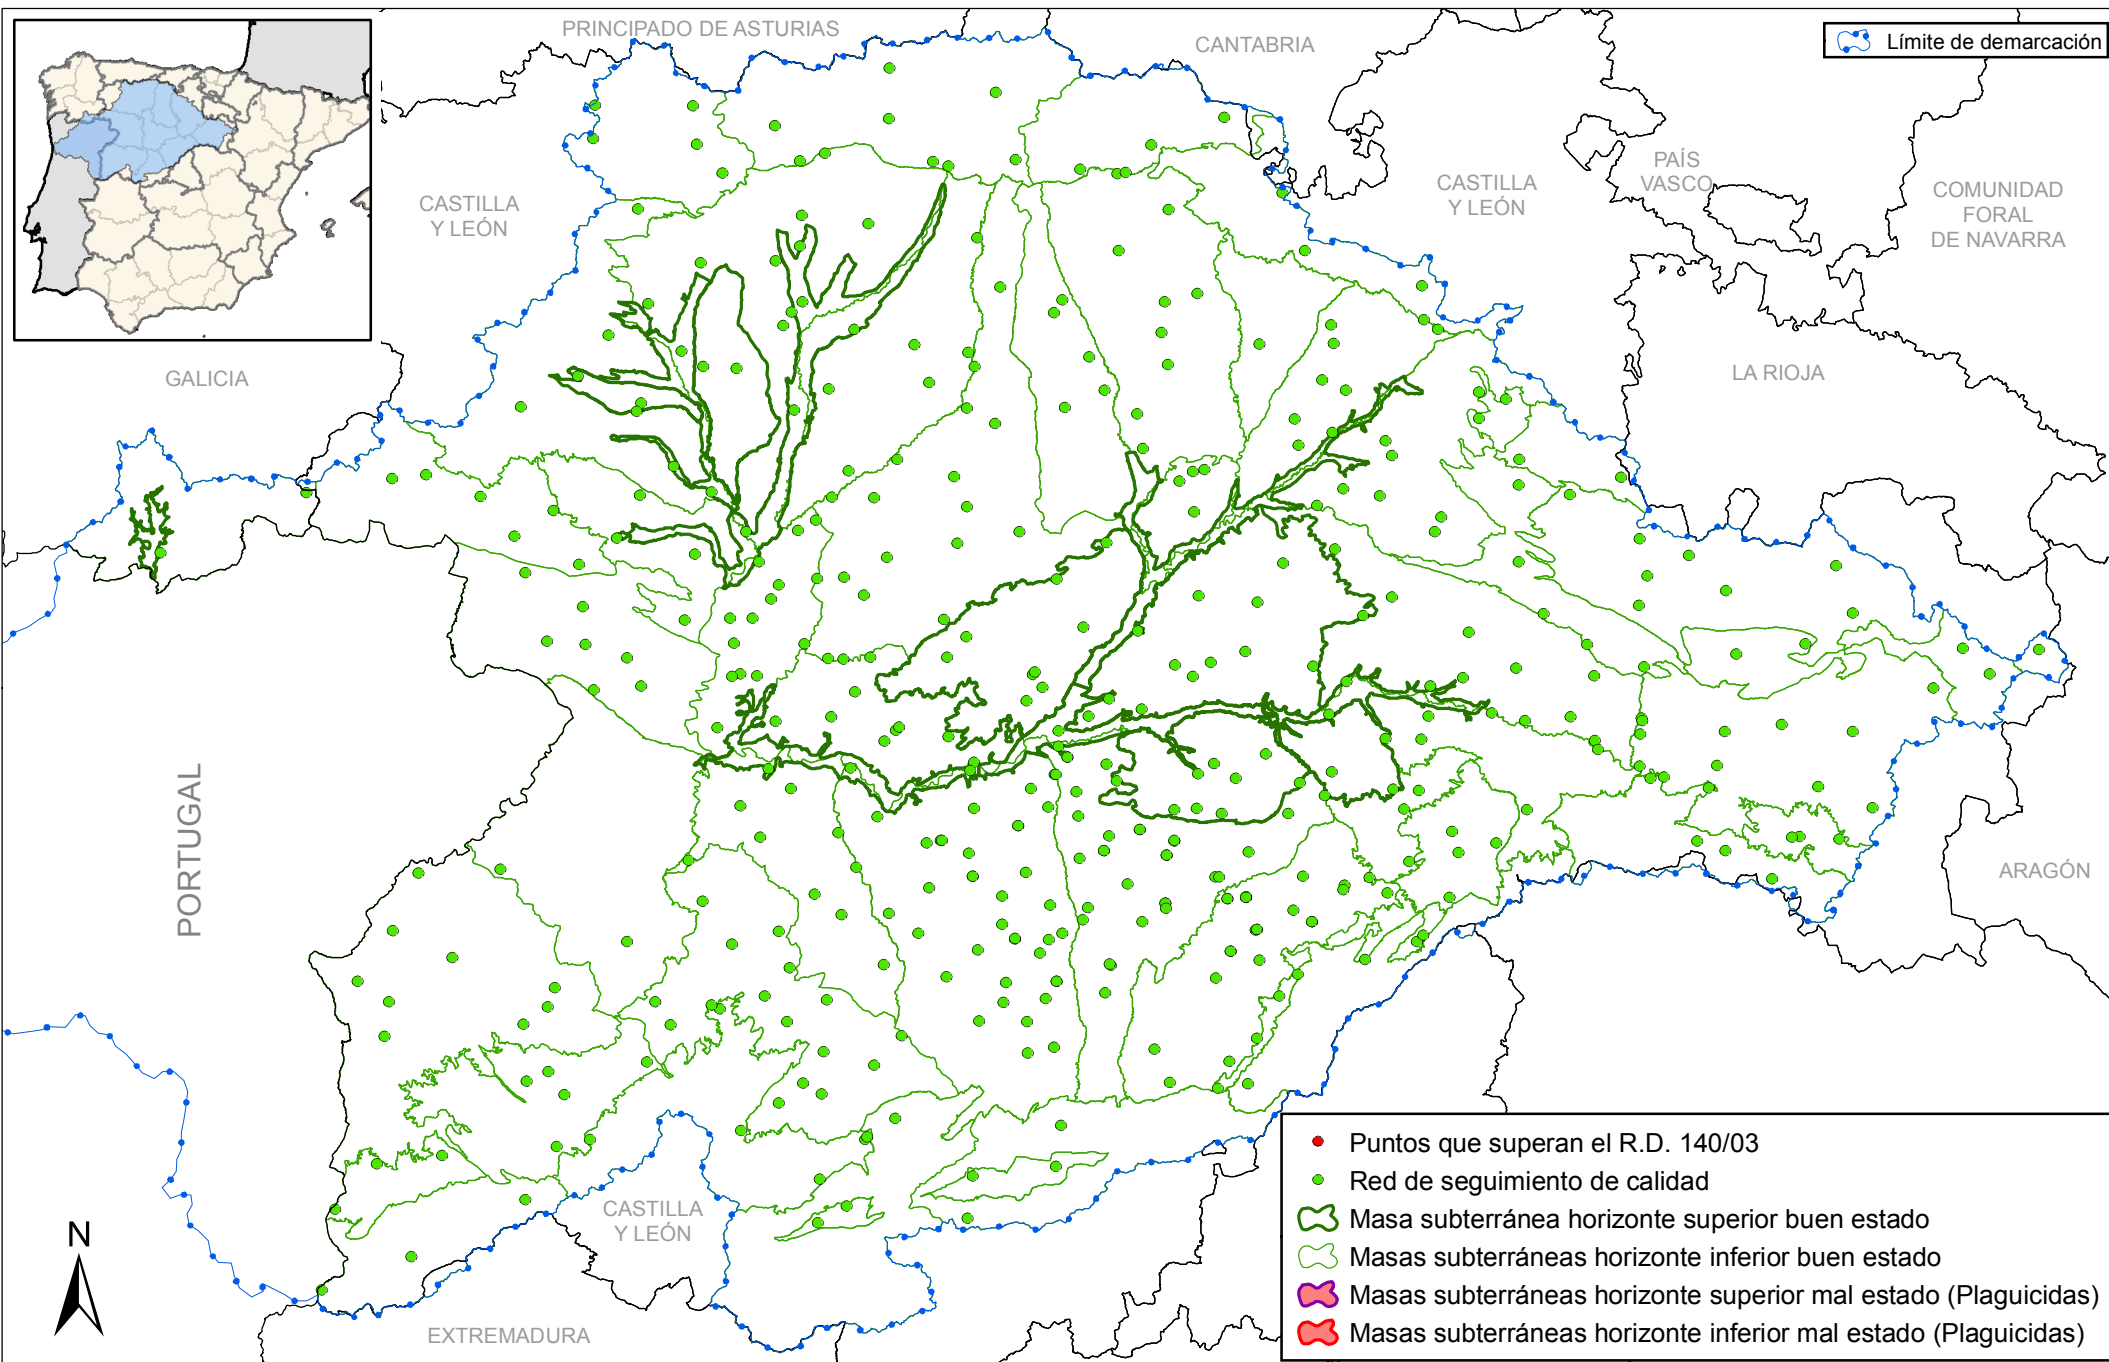 PRINCIPADO DE ASTURIAS
CANTABRIA
Límite de demarcación
PAÍS
VASCO
CASTILLA
Y LEÓN
CASTILLA
Y LEÓN
COMUNIDAD
FORAL
DE NAVARRA
GALICIA
LA RIOJA
PORTUGAL
ARAGÓN
CASTILLA
Y LEÓN
EXTREMADURA
N
Puntos que superan el R.D. 140/03
Red de seguimiento de calidad
Masa subterránea horizonte superior buen estado
Masas subterráneas horizonte inferior buen estado
Masas subterráneas horizonte superior mal estado (Plaguicidas)
Masas subterráneas horizonte inferior mal estado (Plaguicidas)